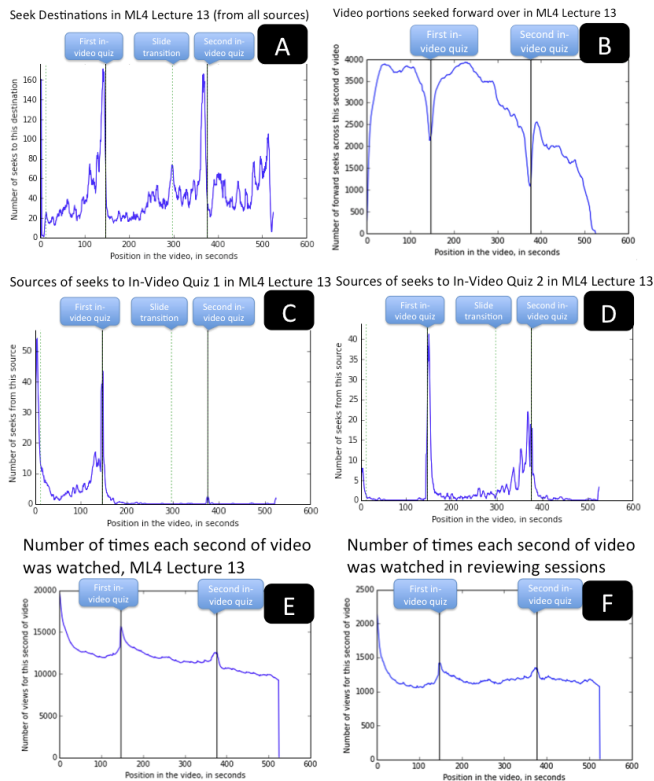 Seek Destinations in ML4 Lecture 13 (from all sources)
First in-
video quiz
Slide
transition
Second in-
video quiz
A
Number of seeks to this destination
160
140
120
100
80
60
40
20
0
0
100
200
300
400
500
600
Position in the video, in seconds
Video portions seeked forward over in ML4 Lecture 13
First in-
video quiz
Second in-
video quiz
B
Number of forward seeks across this second of video
4000
3500
3000
2500
2000
1500
1000
500
0
0
100
200
300
400
500
600
Position in the video, in seconds
Sources of seeks to In-Video Quiz 1 in ML4 Lecture 13
First in-
video quiz
Slide
transition
Second in-
video quiz
C
Number of seeks from this source
50
40
30
20
10
0
0
100
200
300
400
500
600
Position in the video, in seconds
Sources of seeks to In-Video Quiz 2 in ML4 Lecture 13
First in-
video quiz
Slide
transition
Second in-
video quiz
D
Number of seeks from this source
40
35
30
25
20
15
10
5
0
0
100
200
300
400
500
600
Position in the video, in seconds
Number of times each second of video
was watched, ML4 Lecture 13
First in-
video quiz
Second in-
video quiz
E
Number of views for this second of video
20000
15000
10000
5000
0
0
100
200
300
400
500
600
Position in the video, in seconds
Number of times each second of video
was watched in reviewing sessions
First in-
video quiz
Second in-
video quiz
F
Number of views for this second of video
2500
2000
1500
1000
500
0
0
100
200
300
400
500
600
Position in the video, in seconds